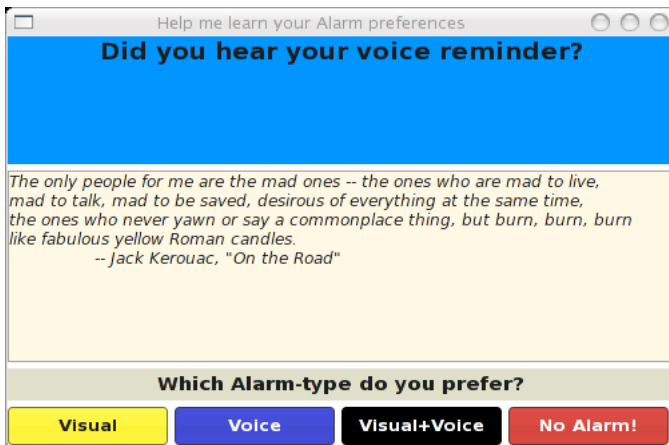 Help me learn your Alarm preferences
Did you hear your voice reminder?
The only people for me are the mad ones -- the ones who are mad to live,
mad to talk, mad to be saved, desirous of everything at the same time,
the ones who never yawn or say a commonplace thing, but burn, burn, burn
like fabulous yellow Roman candles.
-- Jack Kerouac, "On the Road"
Which Alarm-type do you prefer?
Visual Voice Visual+Voice No Alarm!